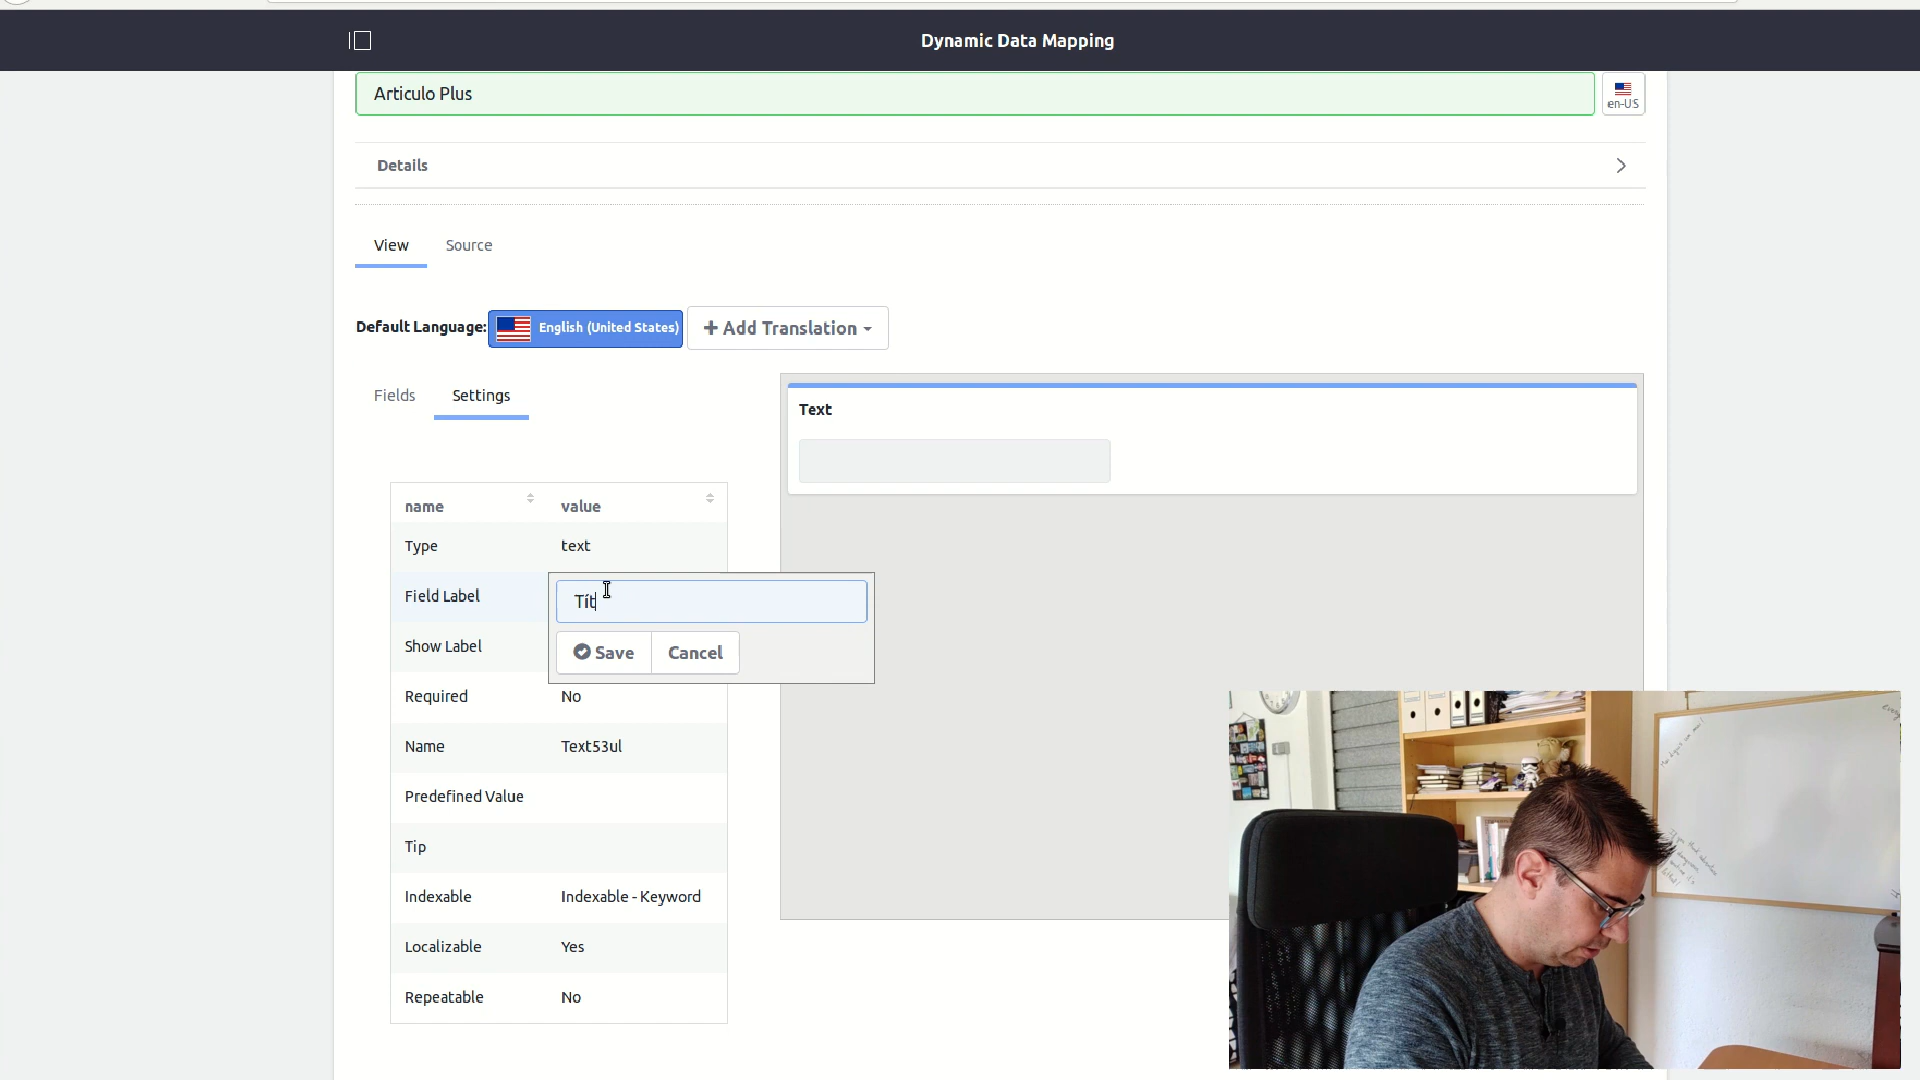 Dynamic Data Mapping
Articulo Plus
en-US
Details
View
Source
Default Language:
English (United States)
Add Translation
Fields
Settings
Text
name
value
Type
text
Field Label
Tít
Save
Cancel
Show Label
Required
No
Name
Text53ul
Predefined Value
Tip
Indexable
Indexable - Keyword
Localizable
Yes
Repeatable
No